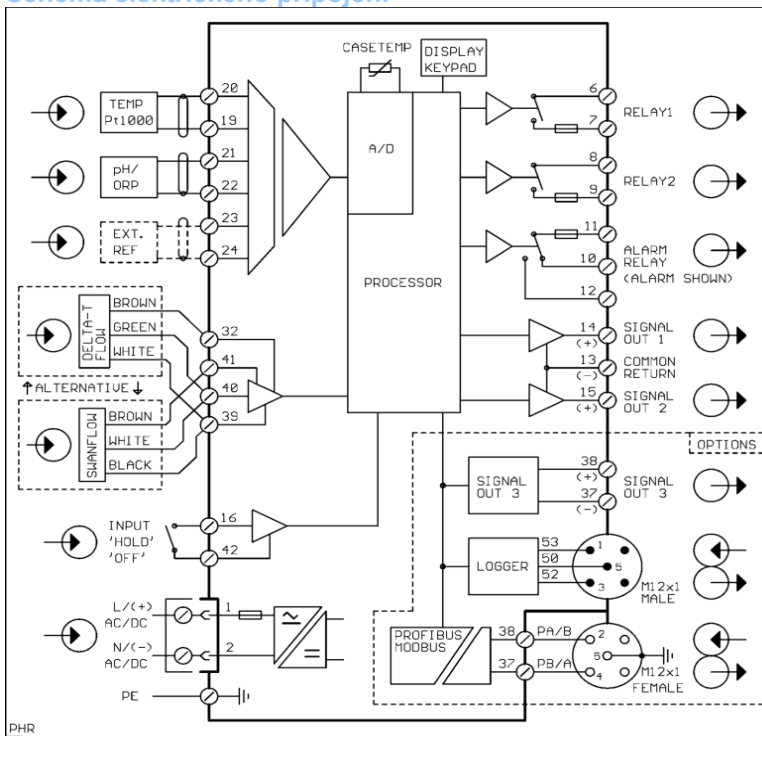 Schéma elektrického připojení
CASETEMP
DISPLAY
KEYPAD
TEMP
Pt1000
20
19
pH/
ORP
21
22
EXT.
REF
23
24
A/D
PROCESSOR
6
7
RELAY1
8
9
RELAY2
11
10
12
ALARM
RELAY
(ALARM SHOWN)
DELTA-T
FLOW
BROWN
GREEN
WHITE
32
41
40
39
↑ALTERNATIVE↓
SWANFLOW
BROWN
WHITE
BLACK
14
(+)
SIGNAL
OUT 1
13
(-)
COMMON
RETURN
15
(+)
SIGNAL
OUT 2
OPTIONS
SIGNAL
OUT 3
38
(+)
37
(-)
SIGNAL
OUT 3
INPUT
'HOLD'
'OFF'
16
42
LOGGER
53
50
52
1
5
3
M12x1
MALE
L/(+)
AC/DC
1
N/(-)
AC/DC
2
PE
PROFIBUS
MODBUS
38
PA/B
37
PB/A
2
5
4
M12x1
FEMALE
PHR